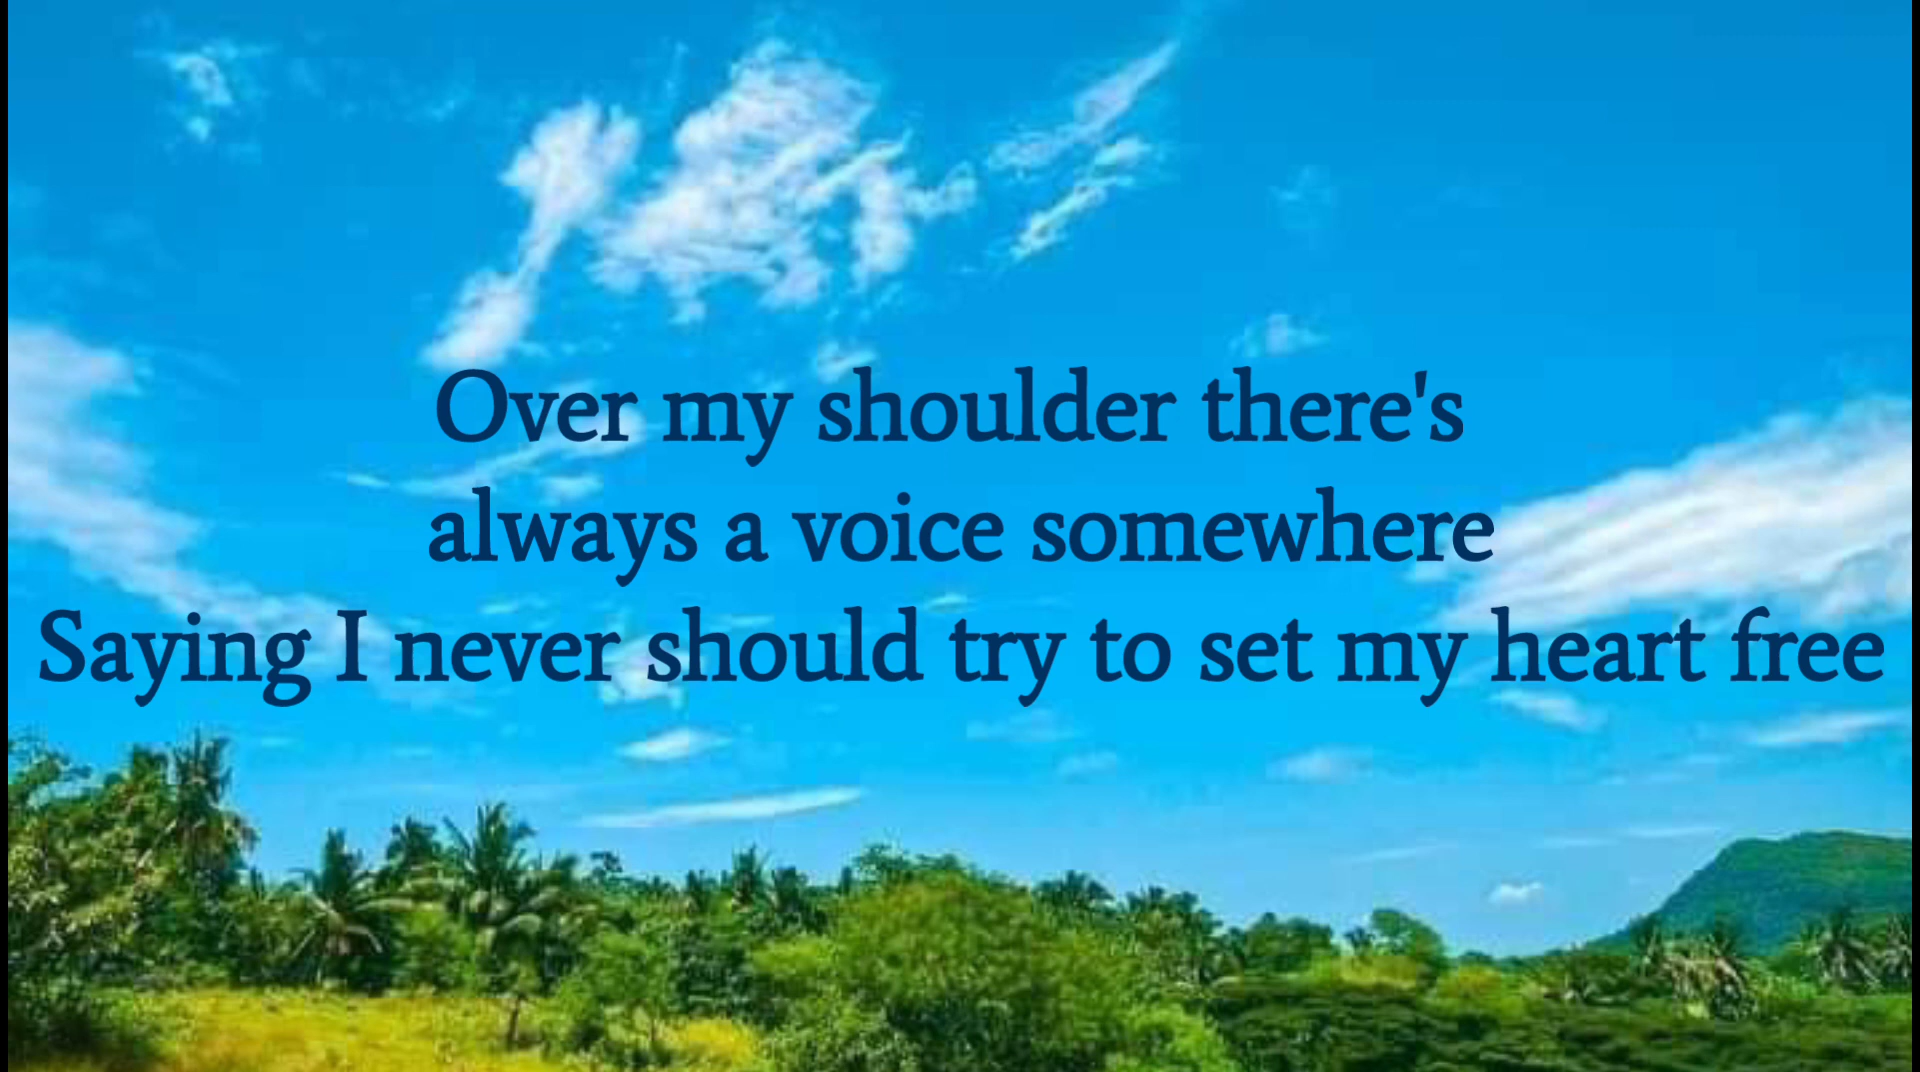 Over my shoulder there's
always a voice somewhere
Saying I never should try to set my heart free